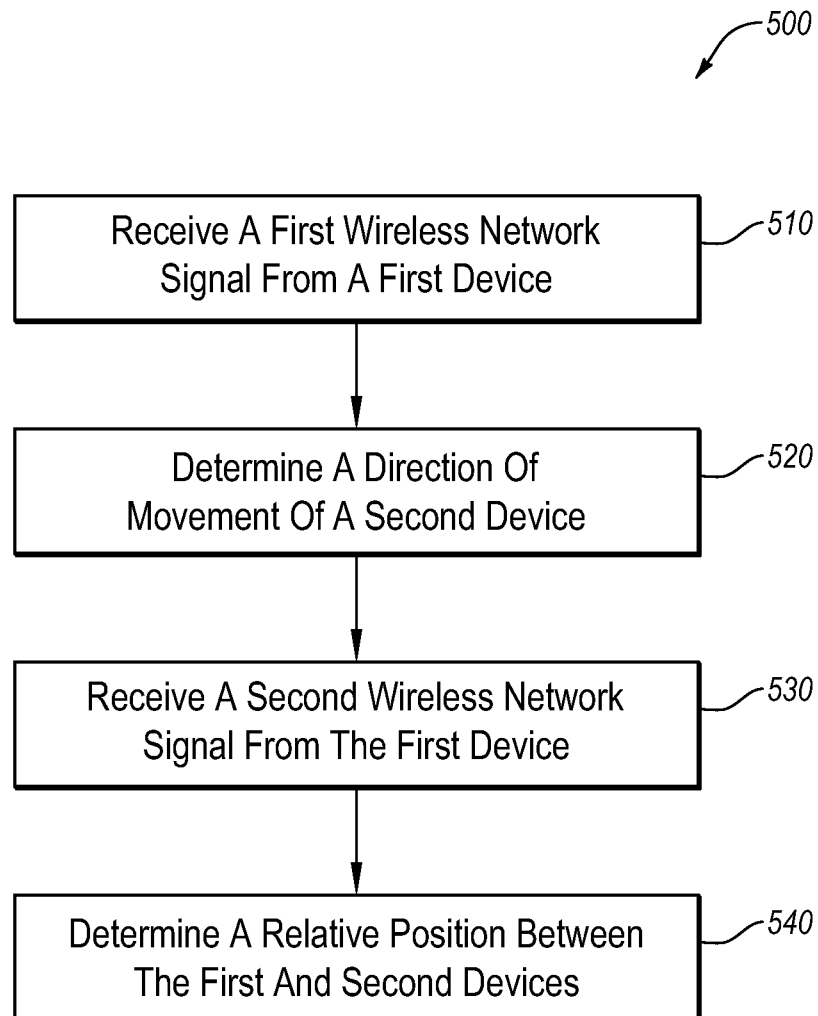 500
Receive A First Wireless Network
Signal From A First Device
510
Determine A Direction Of
Movement Of A Second Device
520
Receive A Second Wireless Network
Signal From The First Device
530
Determine A Relative Position Between
The First And Second Devices
540